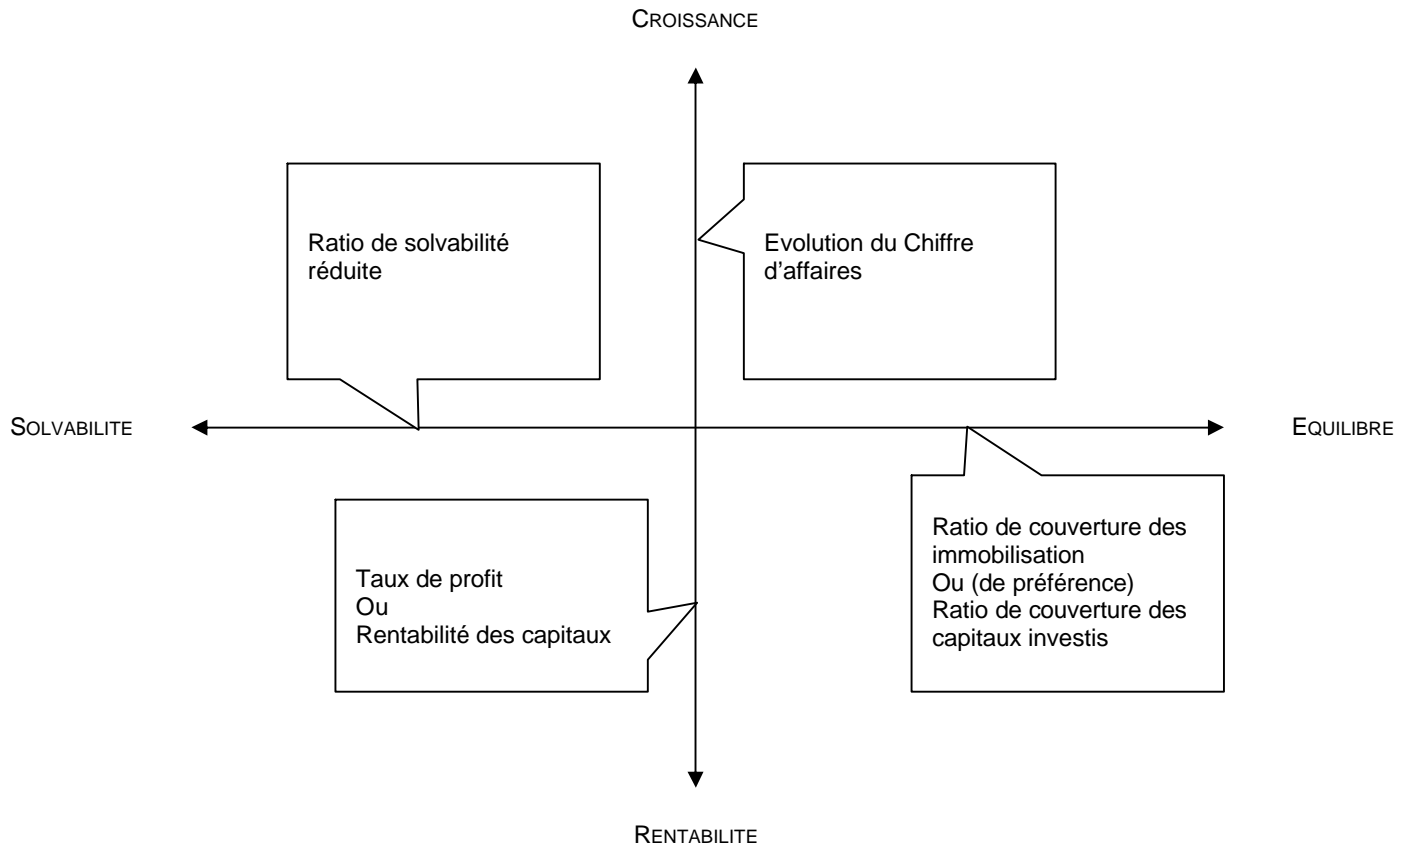 CROISSANCE
Ratio de solvabilité
réduite
Evolution du Chiffre
d'affaires
SOLVABILITE
EQUILIBRE
Taux de profit
Ou
Rentabilité des capitaux
Ratio de couverture des
immobilisation
Ou (de préférence)
Ratio de couverture des
capitaux investis
RENTABILITE